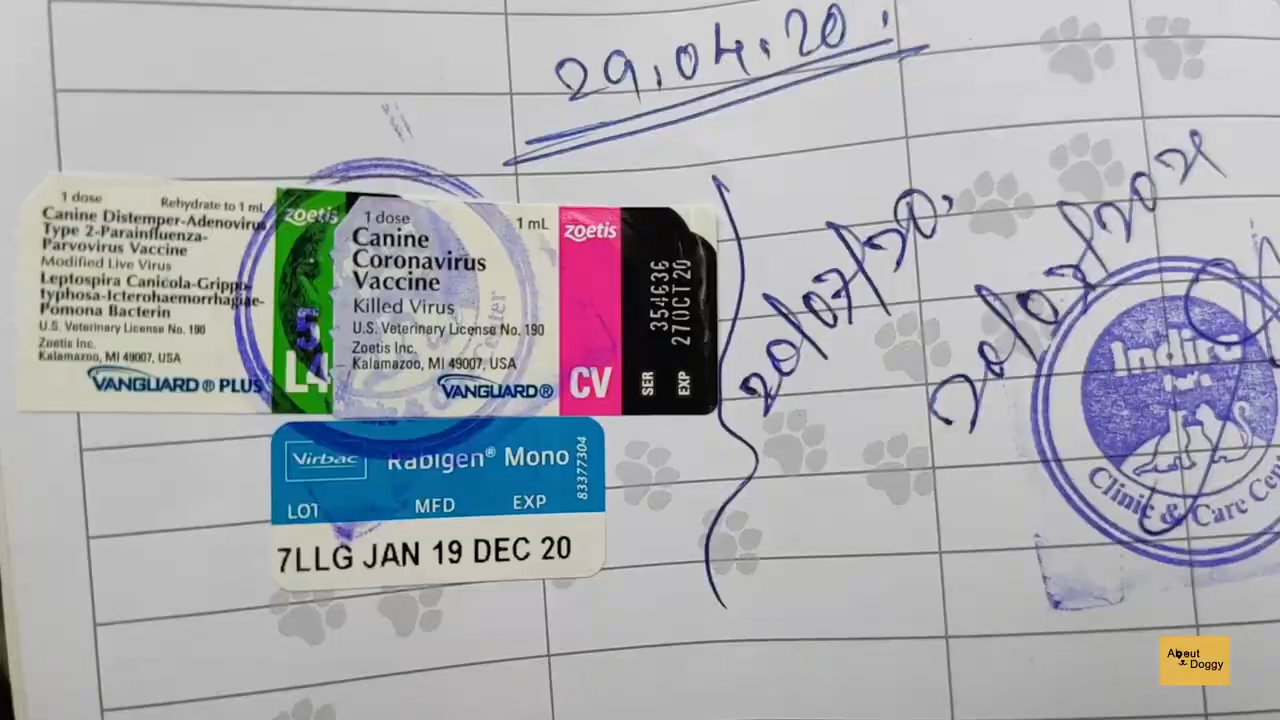 29.04.20.
1 dose Rehydrate to 1 mL
Canine Distemper-Adenovirus
Type 2-Parainfluenza-
Parvovirus Vaccine
Modified Live Virus
Leptospira Canicola-Grippo-
typhosa-Icterohaemorrhagiae-
Pomona Bacterin
U.S. Veterinary License No. 190
Zoetis Inc.
Kalamazoo, MI 49007, USA
VANGUARD® PLUS
zoetis
5
L4
1 dose 1 mL
Canine
Coronavirus
Vaccine
Killed Virus
U.S. Veterinary License No. 190
Zoetis Inc.
Kalamazoo, MI 49007, USA
VANGUARD®
zoetis
CV
SER 354636
EXP 27OCT20
Virbac Rabigen® Mono
83377304
LOT MFD EXP
7LLG JAN 19 DEC 20
20/07/20.
Clinic & Care
About
Doggy